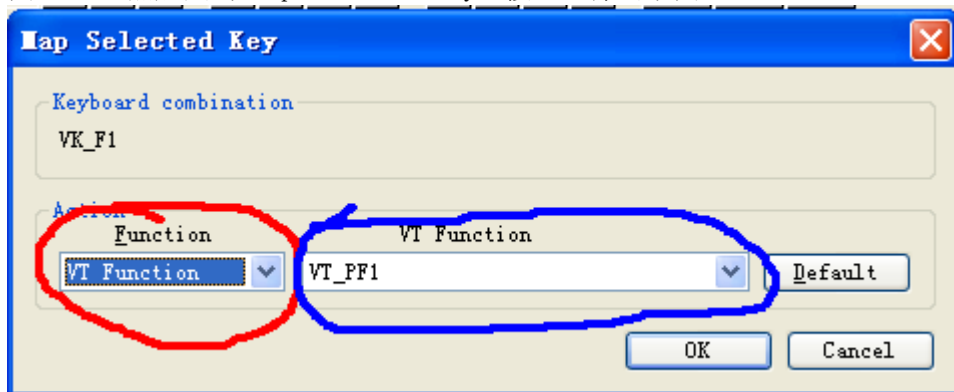 Map Selected Key
Keyboard combination
VK_F1
Action
Function VT Function
VT Function VT_PF1 Default
OK Cancel